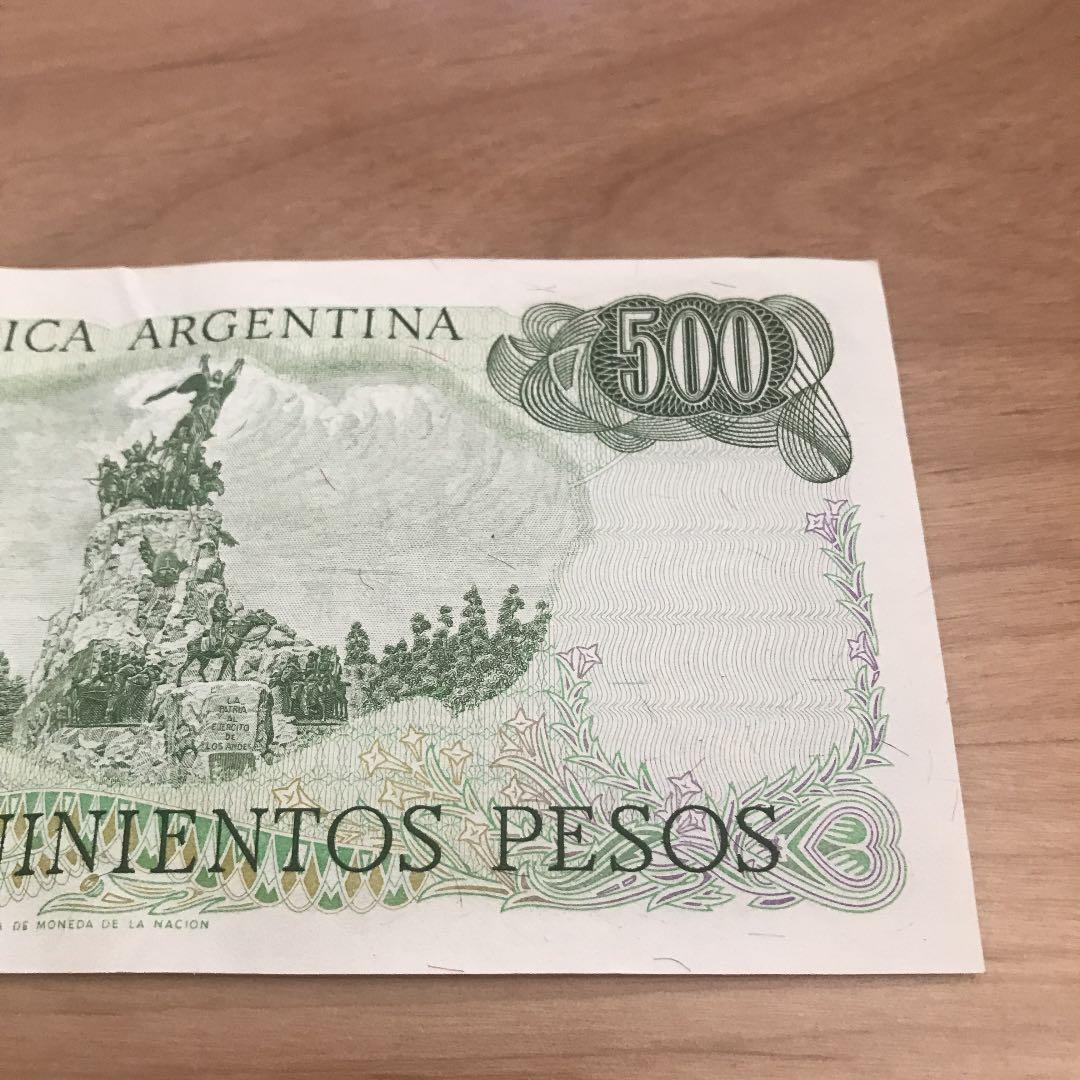 ICA ARGENTINA
500
LA
PATRIA
AL
EJERCITO
DE
LOS ANDES
INIENTOS PESOS
DE MONEDA DE LA NACION